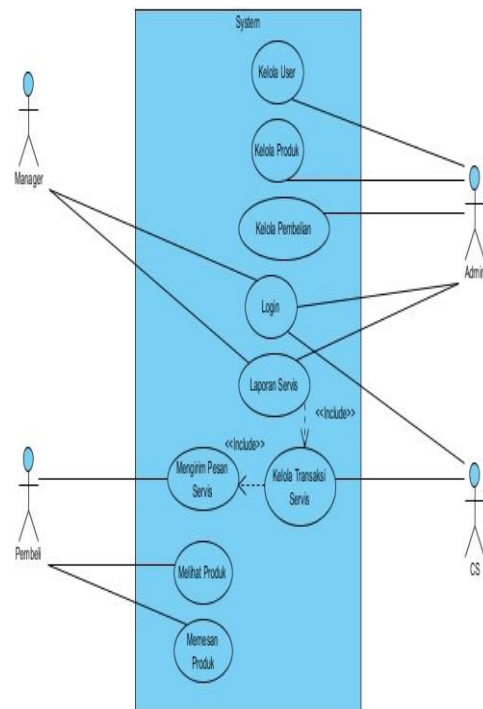 System
Kelola User
Manager
Kelola Produk
Kelola Pembelian
Admin
Login
Laporan Servis
<<Include>>
<<Include>>
Mengirim Pesan
Servis
Kelola Transaksi
Servis
Pembeli
CS
Melihat Produk
Memesan
Produk